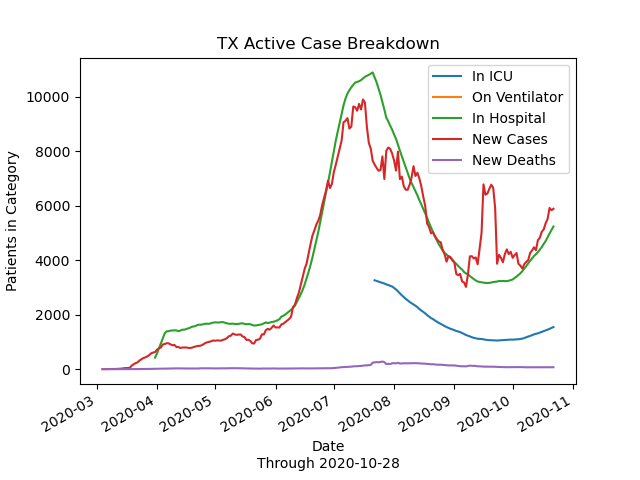 TX Active Case Breakdown
In ICU
On Ventilator
In Hospital
New Cases
New Deaths
10000
8000
6000
4000
2000
0
Patients in Category
2020-03
2020-04
2020-05
2020-06
2020-07
2020-08
2020-09
2020-10
2020-11
Date
Through 2020-10-28